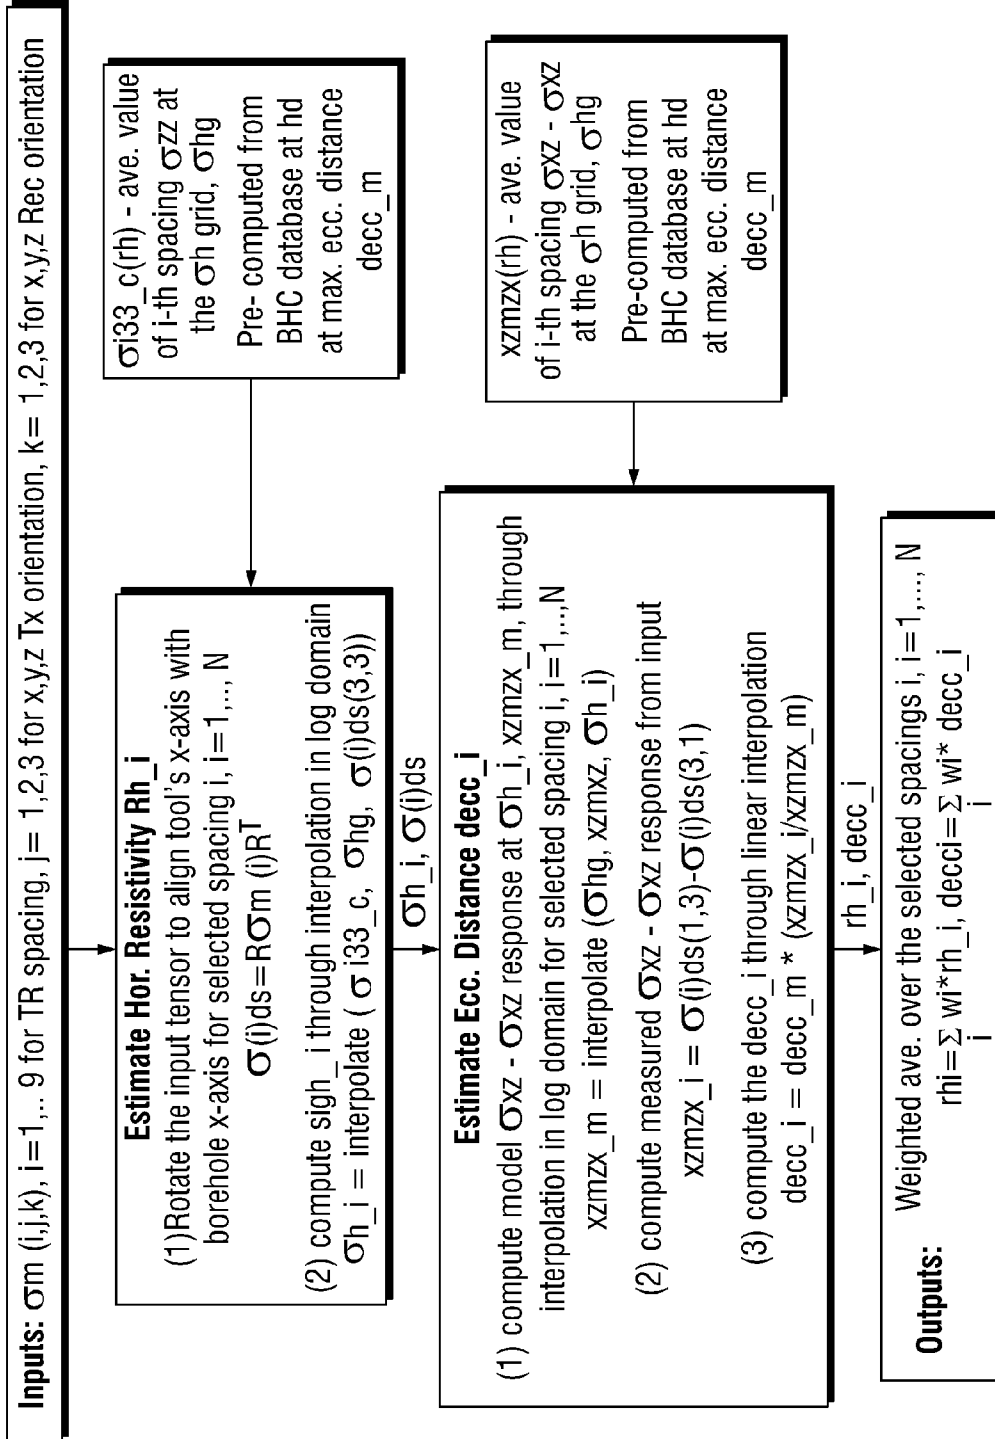 Inputs: σm (i,j,k), i=1,.. 9 for TR spacing, j= 1,2,3 for x,y,z Tx orientation, k= 1,2,3 for x,y,z Rec orientation
σi33_c(rh) - ave. value
of i-th spacing σzz at
the σh grid, σhg
Pre- computed from
BHC database at hd
at max. ecc. distance
decc_m
Estimate Hor. Resistivity Rh_i
(1)Rotate the input tensor to align tool's x-axis with
borehole x-axis for selected spacing i, i=1,.., N
σ(i)ds=Rσm (i)Rᵀ
(2) compute sigh_i through interpolation in log domain
σh_i = interpolate ( σ i33_c, σhg, σ(i)ds(3,3))
σh_i, σ(i)ds
xzmzx(rh) - ave. value
of i-th spacing σxz - σxz
at the σh grid, σhg
Pre-computed from
BHC database at hd
at max. ecc. distance
decc_m
Estimate Ecc. Distance decc_i
(1) compute model σxz - σxz response at σh_i, xzmzx_m, through
interpolation in log domain for selected spacing i, i=1,..,N
xzmzx_m = interpolate (σhg, xzmxz, σh_i)
(2) compute measured σxz - σxz response from input
xzmzx_i = σ(i)ds(1,3)-σ(i)ds(3,1)
(3) compute the decc_i through linear interpolation
decc_i = decc_m * (xzmzx_i/xzmzx_m)
rh_i, decc_i
Outputs:
Weighted ave. over the selected spacings i, i=1,..., N
rhi=Σ wi*rh_i, decci=Σ wi* decc_i
i i